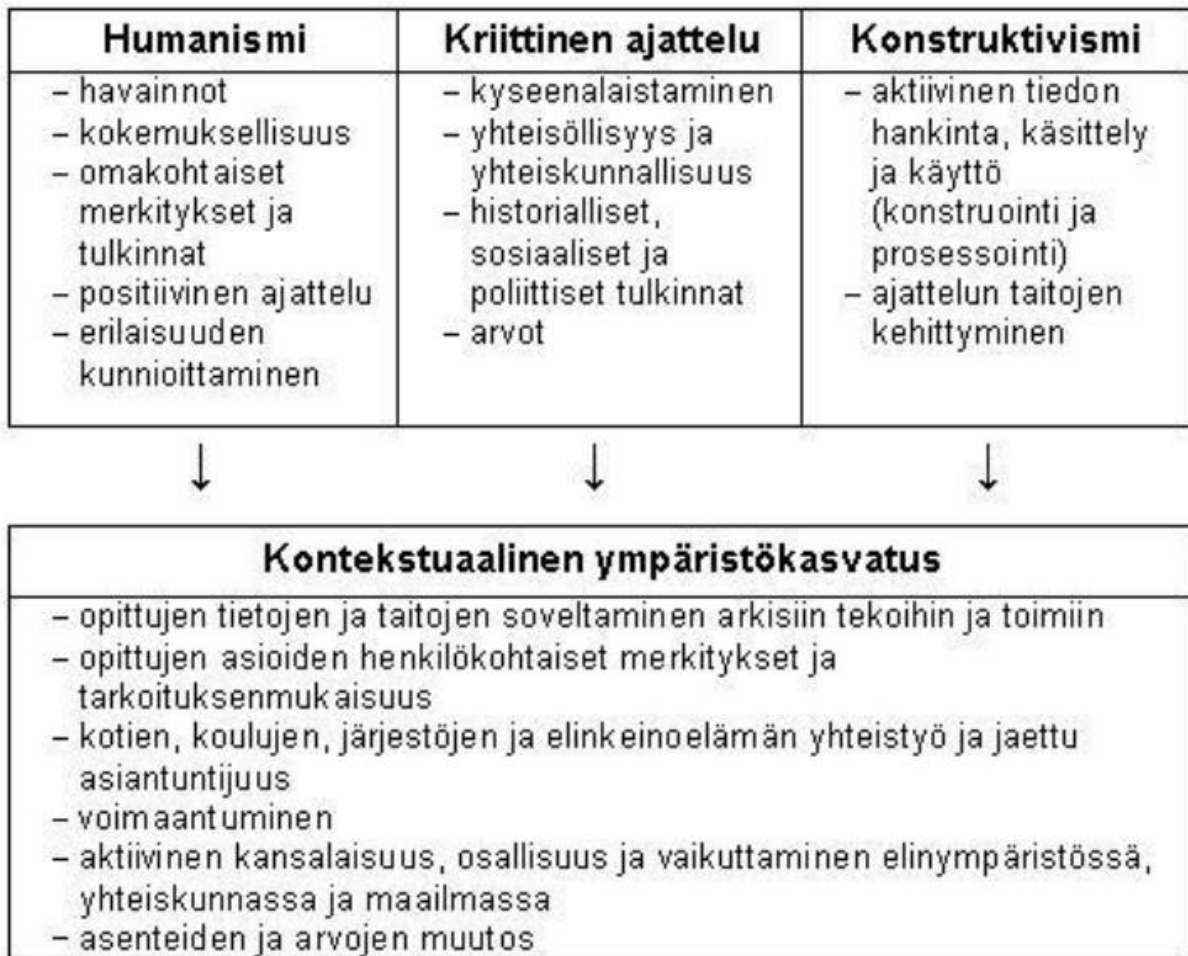 Humanismi
– havainnot
– kokemuksellisuus
– omakohtaiset
merkitykset ja
tulkinnat
– positiivinen ajattelu
– erilaisuuden
kunnioittaminen
Kriittinen ajattelu
– kyseenalaistaminen
– yhteisöllisyys ja
yhteiskunnallisuus
– historialliset,
sosiaaliset ja
poliittiset tulkinnat
– arvot
Konstruktivismi
– aktiivinen tiedon
hankinta, käsittely
ja käyttö
(konstruointi ja
prosessointi)
– ajattelun taitojen
kehittyminen
Kontekstuaalinen ympäristökasvatus
– opittujen tietojen ja taitojen soveltaminen arkisiin tekoihin ja toimiin
– opittujen asioiden henkilökohtaiset merkitykset ja
tarkoituksenmukaisuus
– kotien, koulujen, järjestöjen ja elinkeinoelämän yhteistyö ja jaettu
asiantuntijuus
– voimaantuminen
– aktiivinen kansalaisuus, osallisuus ja vaikuttaminen elinympäristössä,
yhteiskunnassa ja maailmassa
– asenteiden ja arvojen muutos